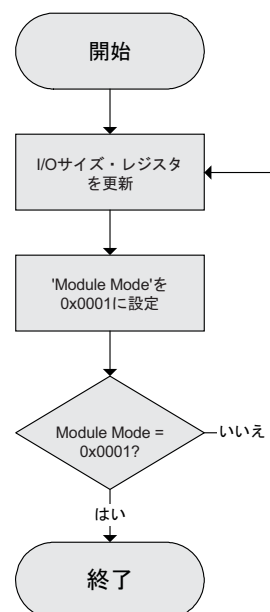 開始
I/Oサイズ・レジスタ
を更新
'Module Mode'を
0x0001に設定
Module Mode =
0x0001?
いいえ
はい
終了